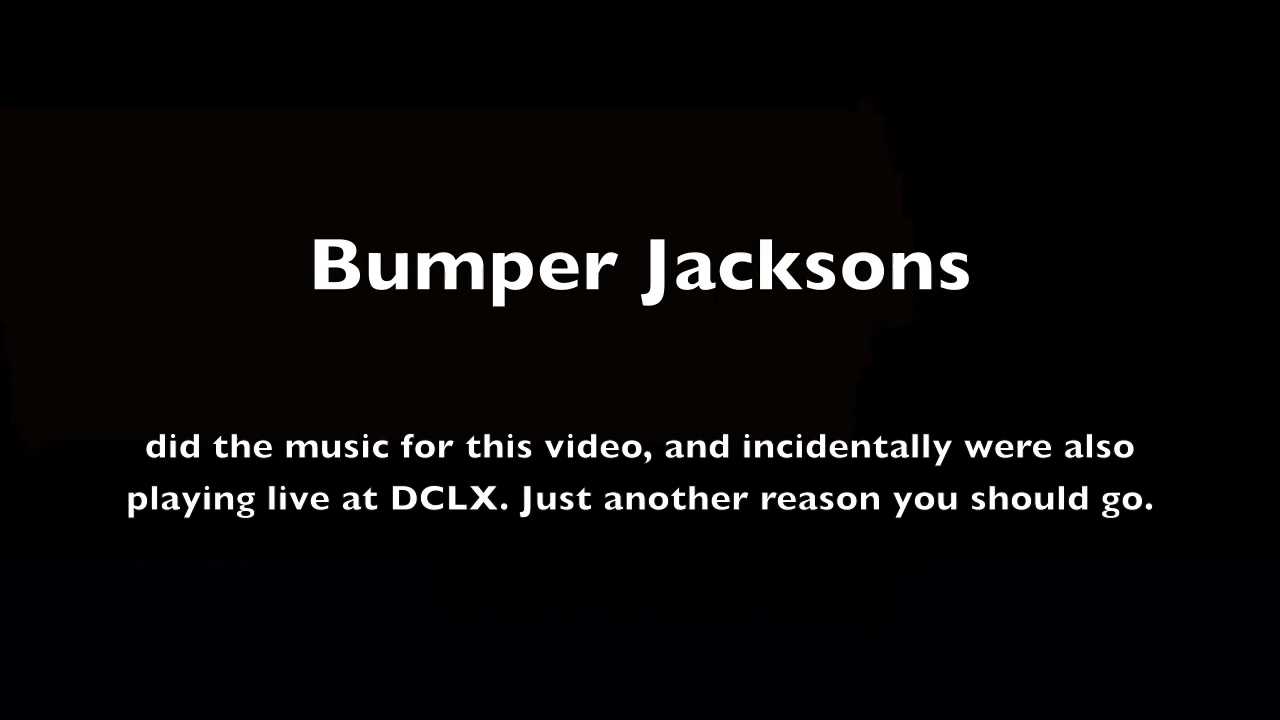 Bumper Jacksons
did the music for this video, and incidentally were also
playing live at DCLX. Just another reason you should go.